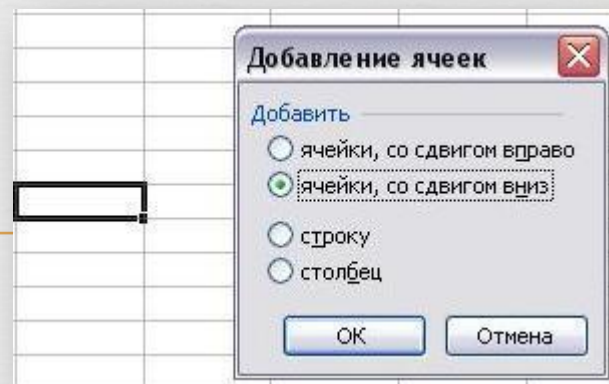 Добавление ячеек
Добавить
ячейки, со сдвигом вправо
ячейки, со сдвигом вниз
строку
столбец
ОК
Отмена